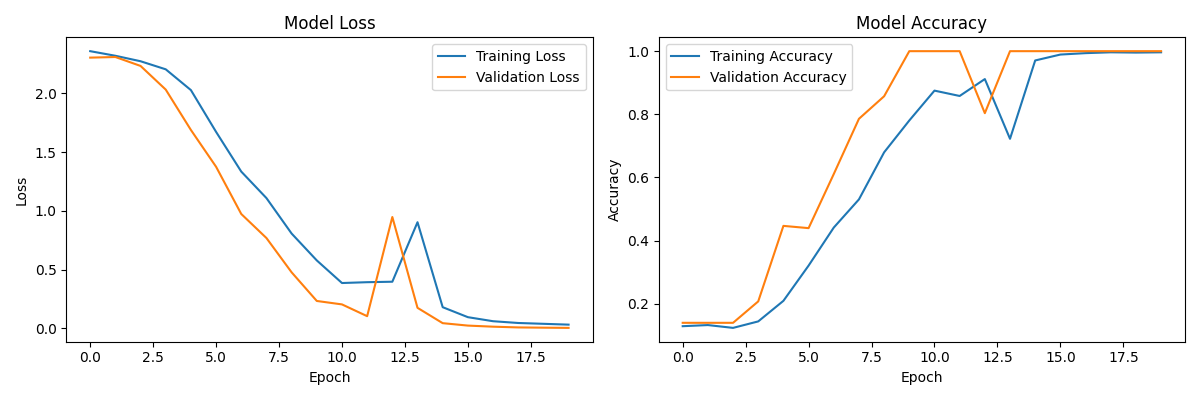 Model Loss
Training Loss
Validation Loss
2.0
1.5
1.0
0.5
0.0
Loss
0.0 2.5 5.0 7.5 10.0 12.5 15.0 17.5
Epoch
Model Accuracy
Training Accuracy
Validation Accuracy
1.0
0.8
0.6
0.4
0.2
Accuracy
0.0 2.5 5.0 7.5 10.0 12.5 15.0 17.5
Epoch